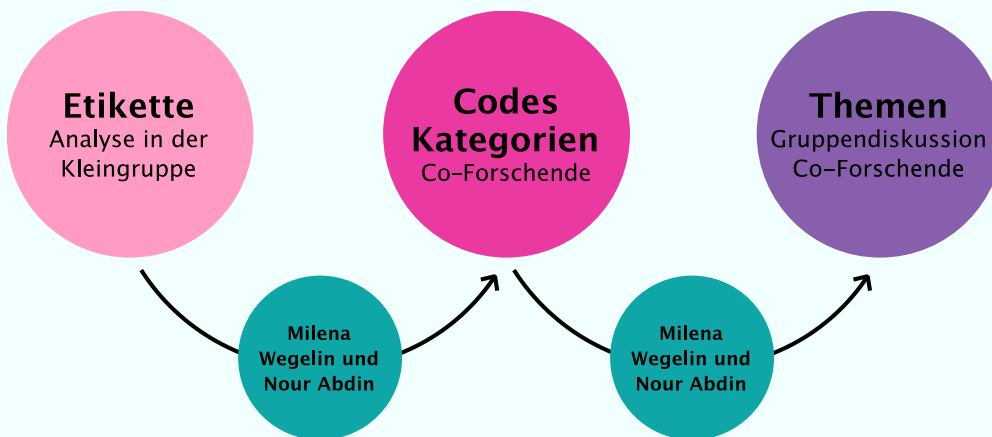 Etikette
Analyse in der
Kleingruppe
Codes
Kategorien
Co-Forschende
Themen
Gruppendiskussion
Co-Forschende
Milena
Wegelin und
Nour Abdin
Milena
Wegelin und
Nour Abdin